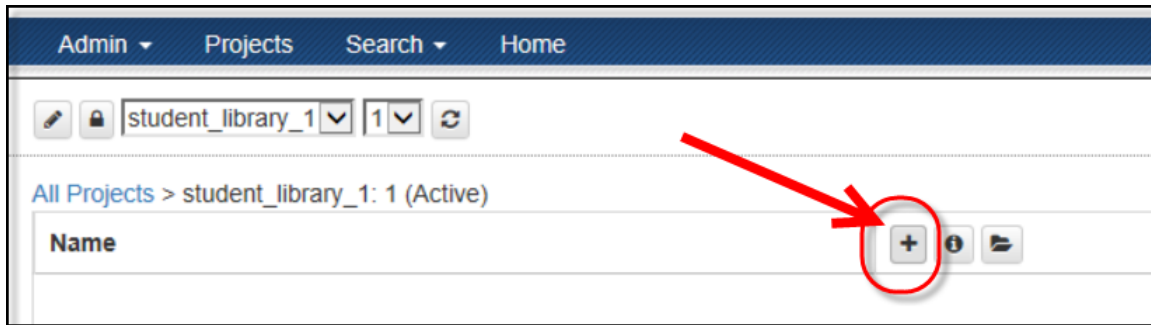 Admin Projects Search Home
student_library_1 1
All Projects > student_library_1: 1 (Active)
Name